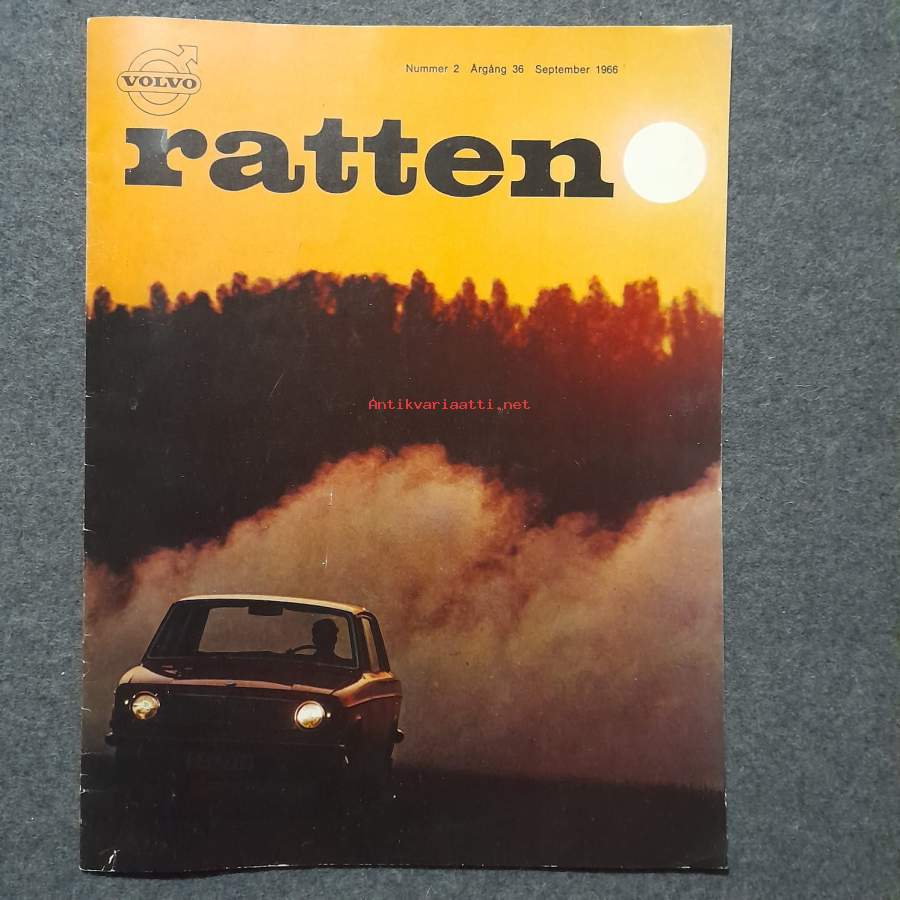 VOLVO
Nummer 2 Årgång 36 September 1966
ratten
Antikvariaatti.net